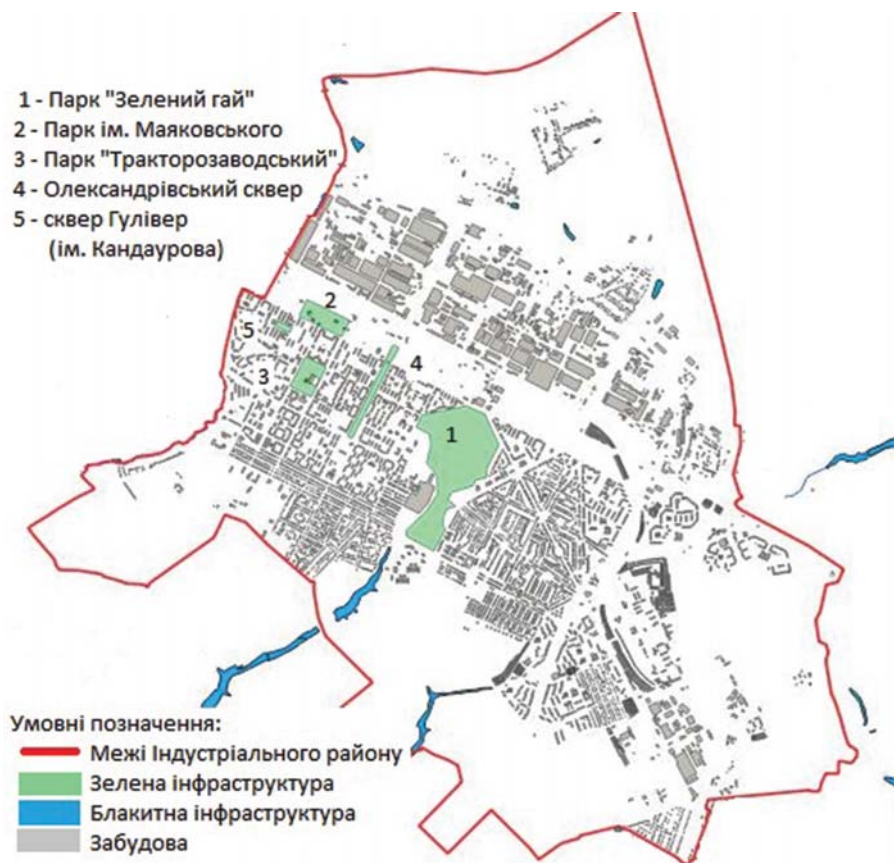 1 - Парк "Зелений гай"
2 - Парк ім. Маяковського
3 - Парк "Тракторозаводський"
4 - Олександрівський сквер
5 - сквер Гулівер
(ім. Кандаурова)
2
5
4
3
1
Умовні позначення:
Межі Індустріального району
Зелена інфраструктура
Блакитна інфраструктура
Забудова